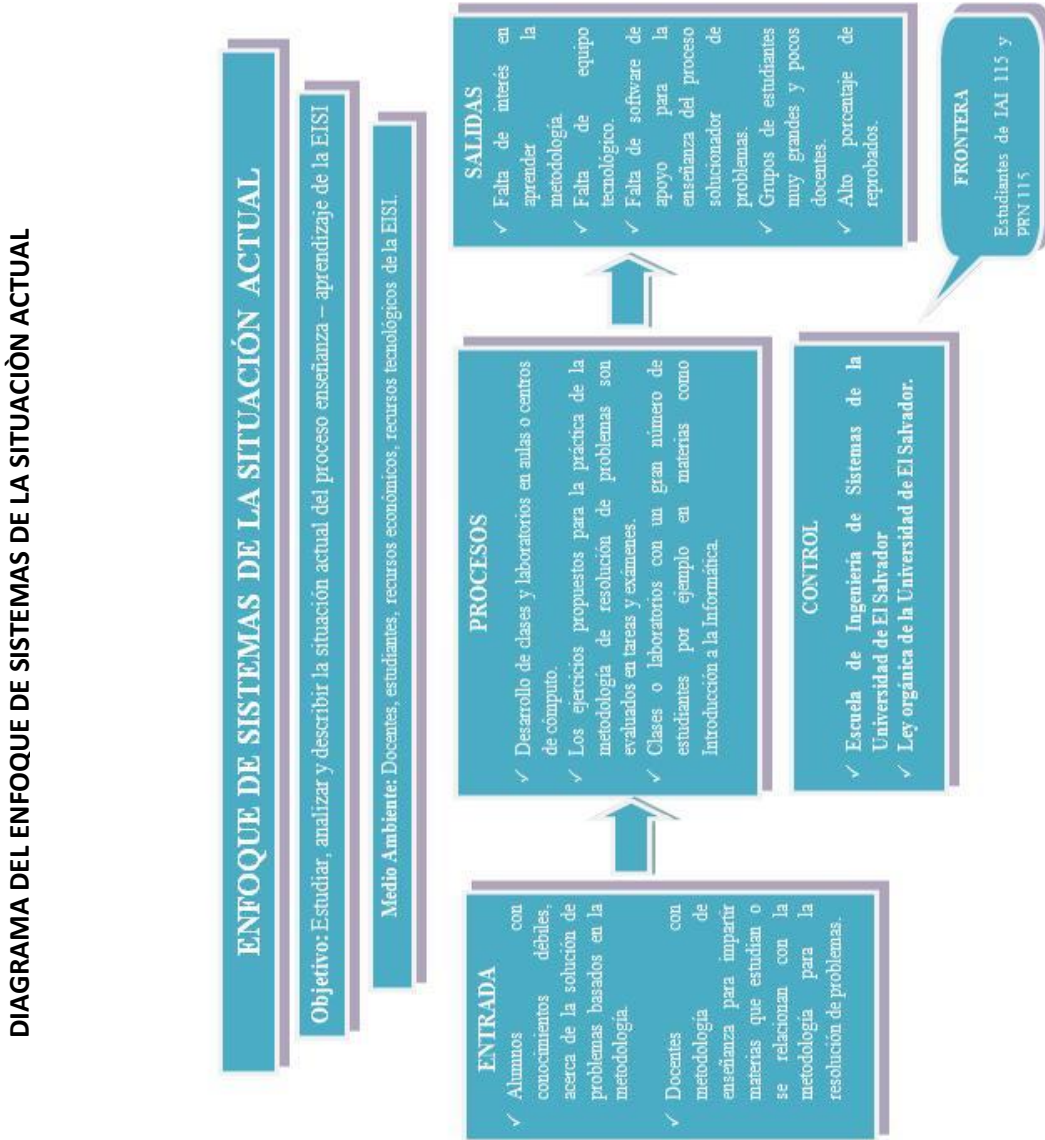 DIAGRAMA DEL ENFOQUE DE SISTEMAS DE LA SITUACIÒN ACTUAL
ENFOQUE DE SISTEMAS DE LA SITUACIÓN ACTUAL
Objetivo: Estudiar, analizar y describir la situación actual del proceso enseñanza – aprendizaje de la EISI
Medio Ambiente: Docentes, estudiantes, recursos económicos, recursos tecnológicos de la EISI.
ENTRADA
✓ Alumnos con
conocimientos débiles,
acerca de la solución de
problemas basados en la
metodología.
✓ Docentes con
metodología de
enseñanza para impartir
materias que estudian o
se relacionan con la
metodología para la
resolución de problemas.
PROCESOS
✓ Desarrollo de clases y laboratorios en aulas o centros
de cómputo.
✓ Los ejercicios propuestos para la práctica de la
metodología de resolución de problemas son
evaluados en tareas y exámenes.
✓ Clases o laboratorios con un gran número de
estudiantes por ejemplo en materias como
Introducción a la Informática.
SALIDAS
✓ Falta de interés en
aprender la
metodología.
✓ Falta de equipo
tecnológico.
✓ Falta de software de
apoyo para la
enseñanza del proceso
solucionador de
problemas.
✓ Grupos de estudiantes
muy grandes y pocos
docentes.
✓ Alto porcentaje de
reprobados.
CONTROL
✓ Escuela de Ingeniería de Sistemas de la
Universidad de El Salvador
✓ Ley orgánica de la Universidad de El Salvador.
FRONTERA
Estudiantes de IAI 115 y
PRN 115